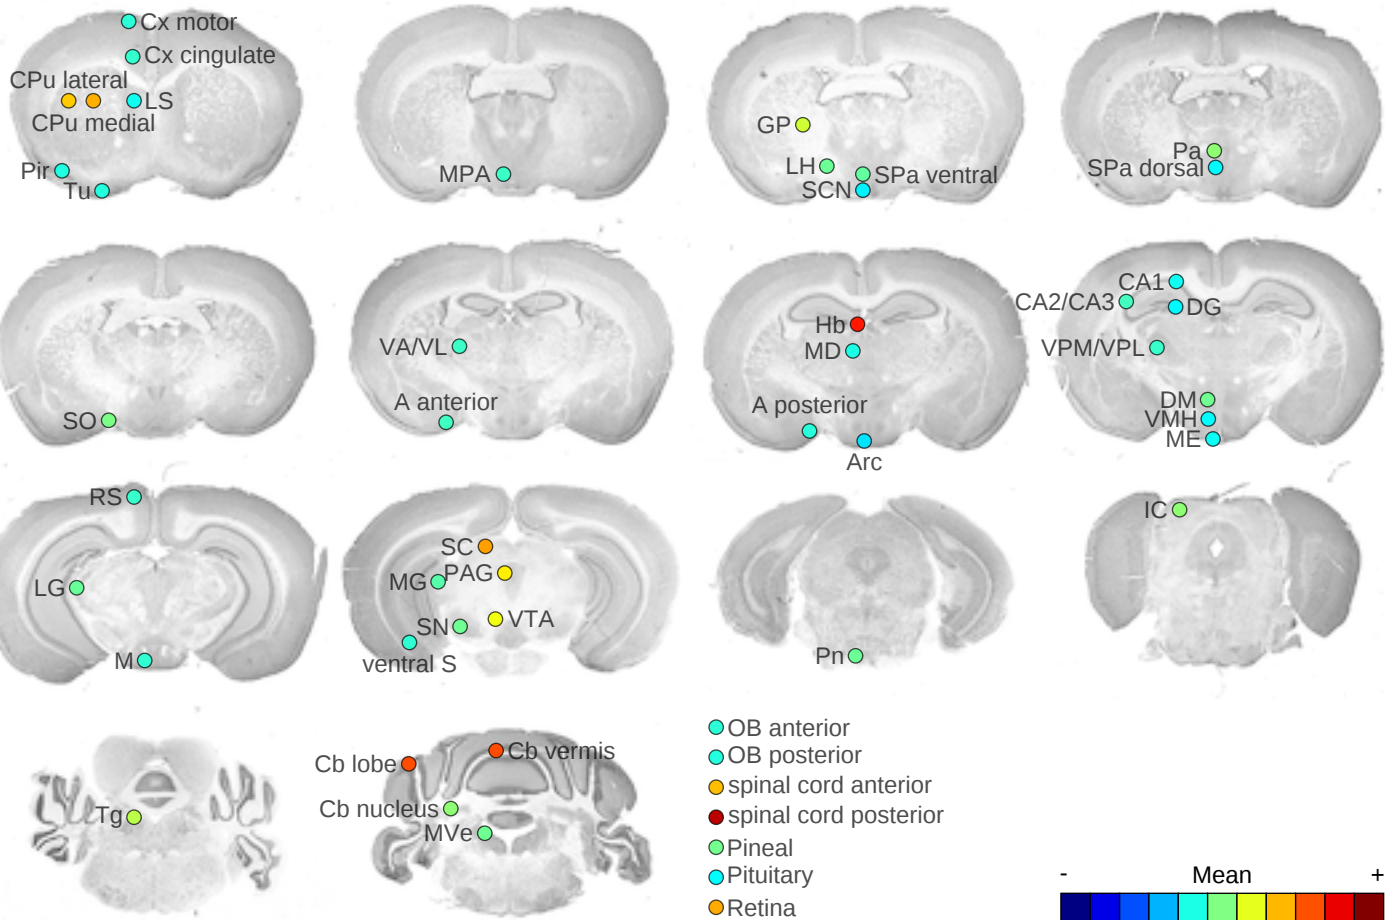 Cx motor
Cx cingulate
CPu lateral
LS
CPu medial
Pir
Tu
MPA
GP
LH
SPa ventral
SCN
Pa
SPa dorsal
SO
VA/VL
A anterior
Hb
MD
A posterior
Arc
CA1
CA2/CA3
DG
VPM/VPL
DM
VMH
ME
RS
LG
M
SC
PAG
MG
VTA
SN
ventral S
Pn
IC
Tg
Cb vermis
Cb lobe
Cb nucleus
MVe
OB anterior
OB posterior
spinal cord anterior
spinal cord posterior
Pineal
Pituitary
Retina
- Mean +